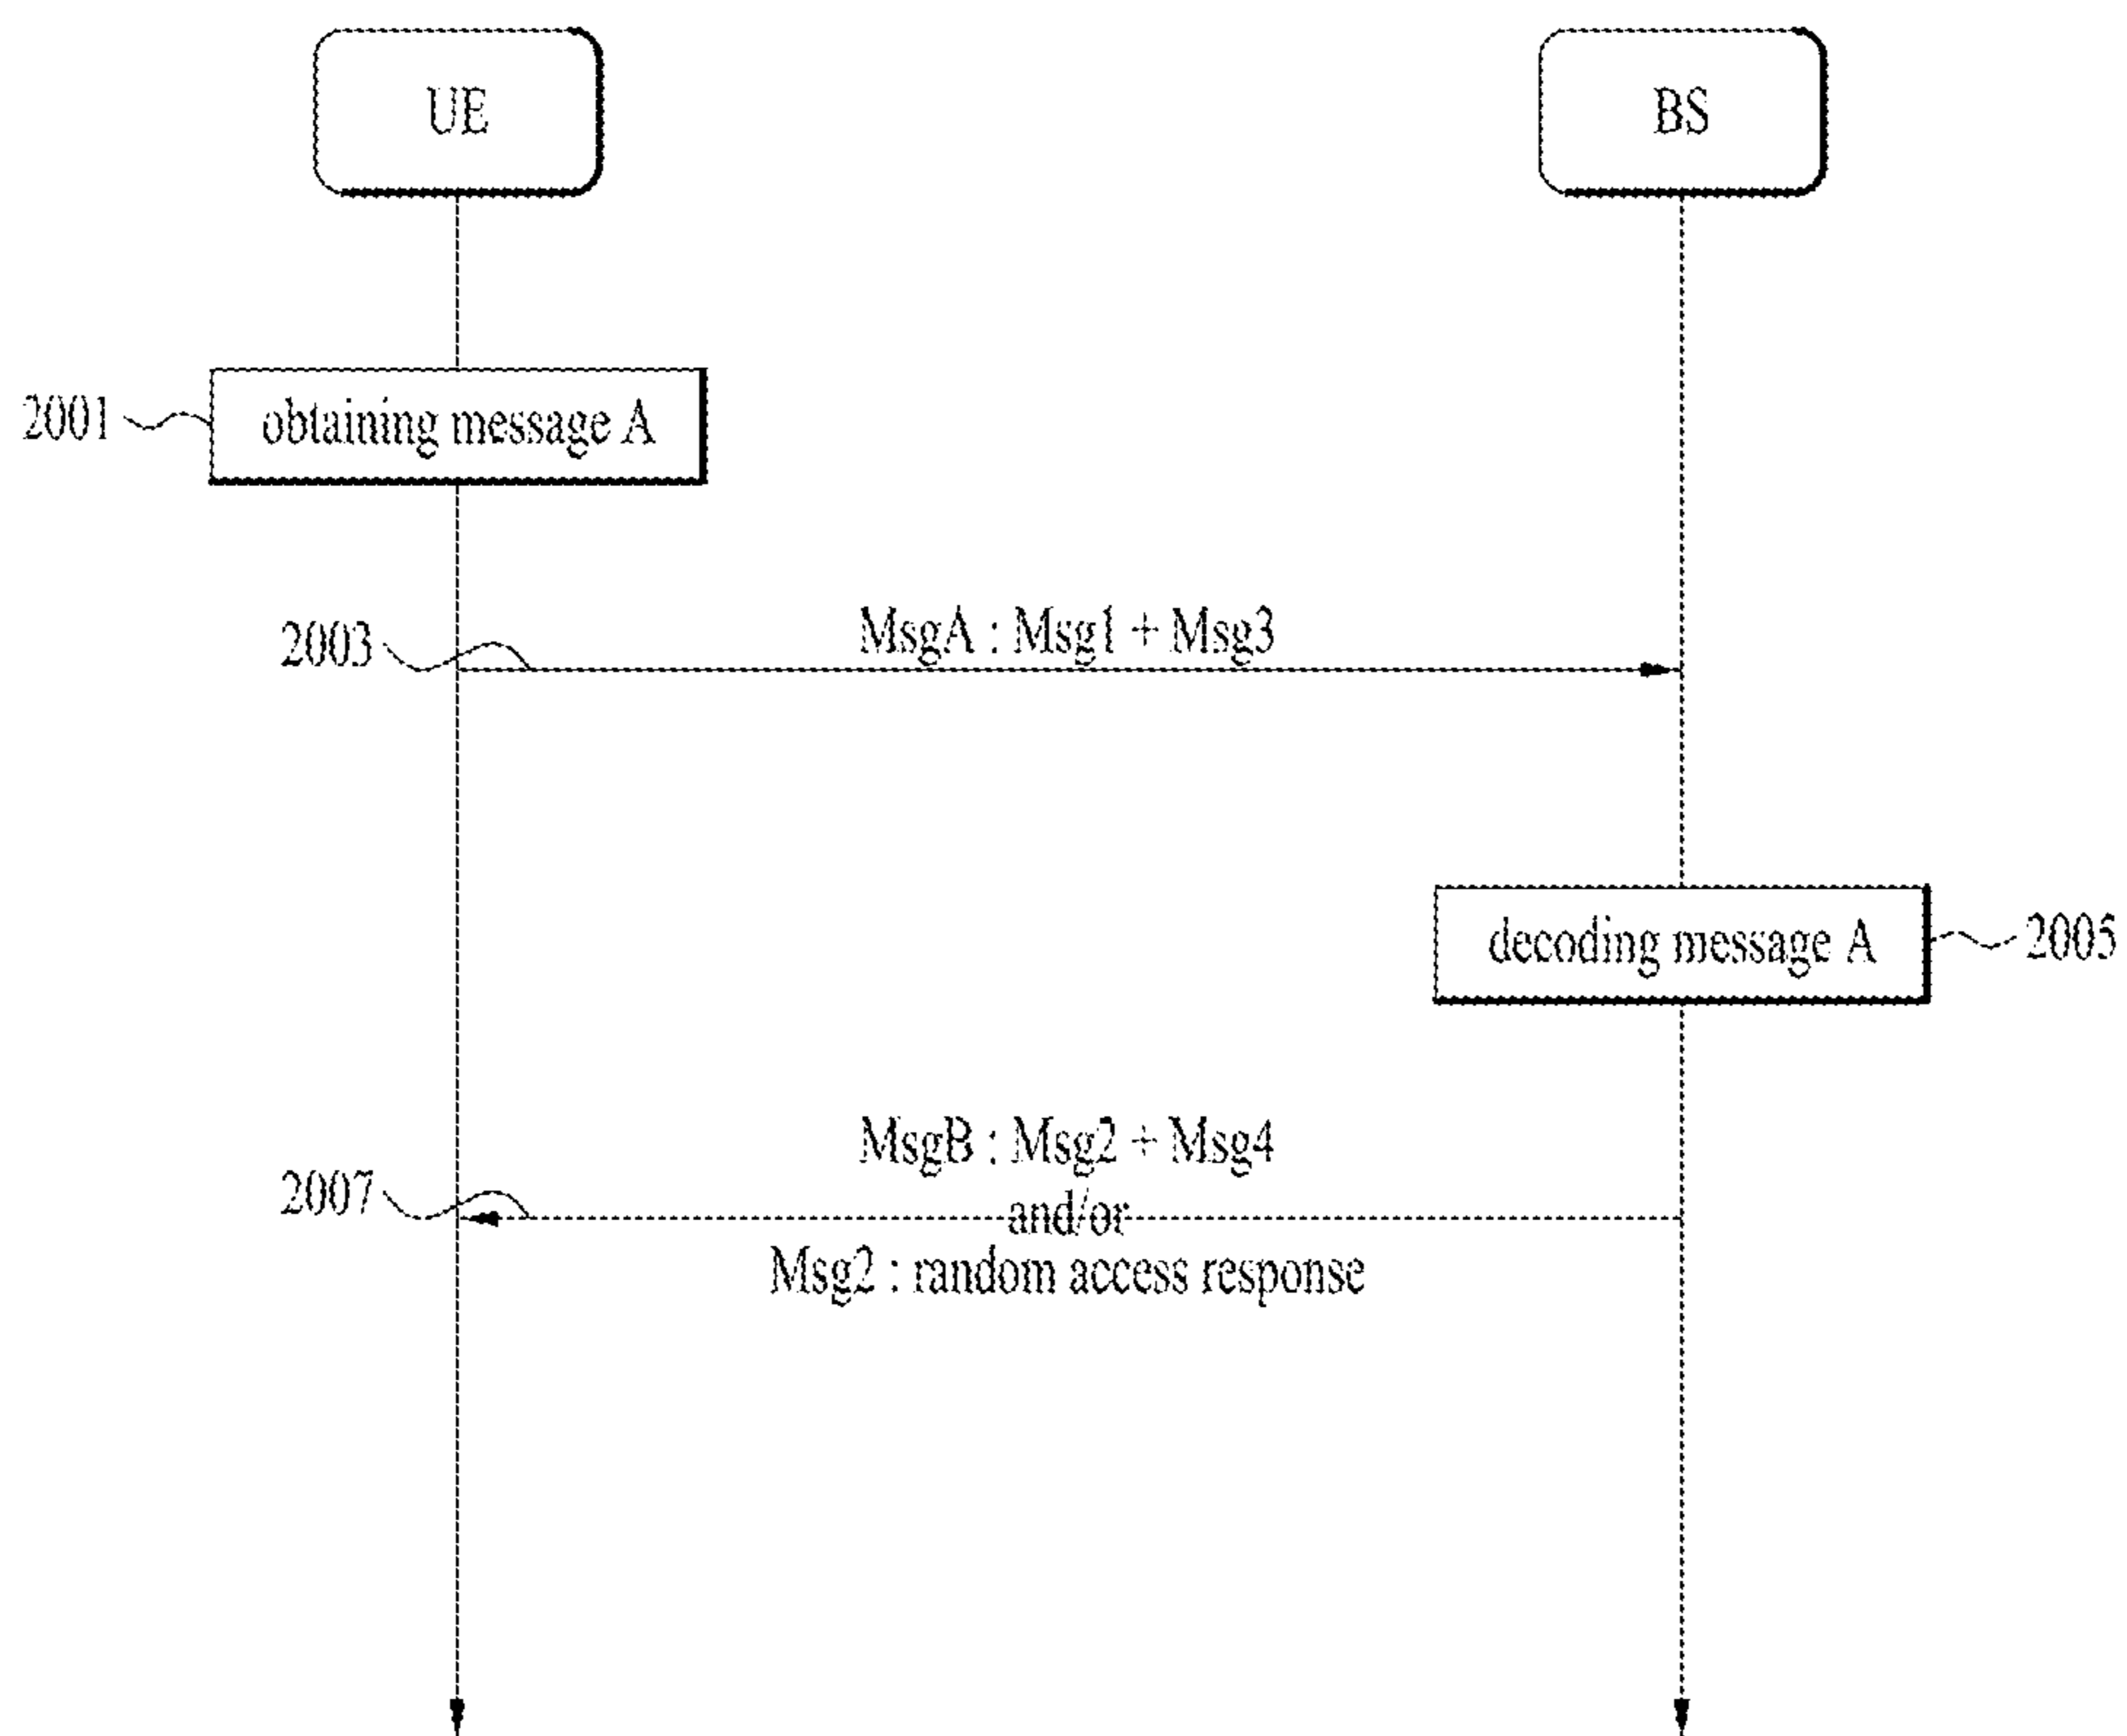 UE
BS
2001
obtaining message A
2003
MsgA : Msg1 + Msg3
decoding message A
2005
MsgB : Msg2 + Msg4
2007
and/or
Msg2 : random access response